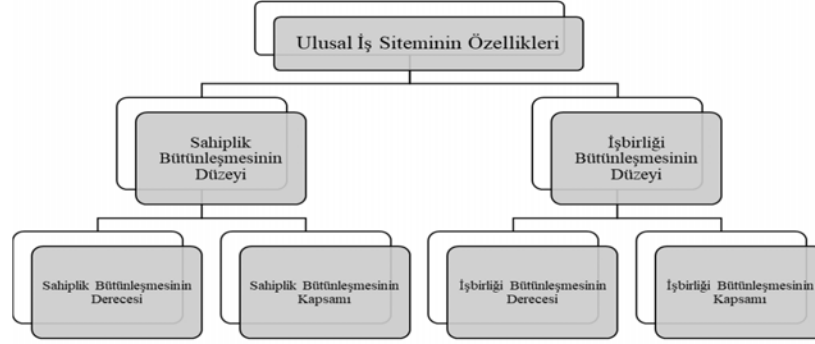 Ulusal İş Siteminin Özellikleri
Sahiplik
Bütünleşmesinin
Düzeyi
İşbirliği
Bütünleşmesinin
Düzeyi
Sahiplik Bütünleşmesinin
Derecesi
Sahiplik Bütünleşmesinin
Kapsamı
İşbirliği Bütünleşmesinin
Derecesi
İşbirliği Bütünleşmesinin
Kapsamı